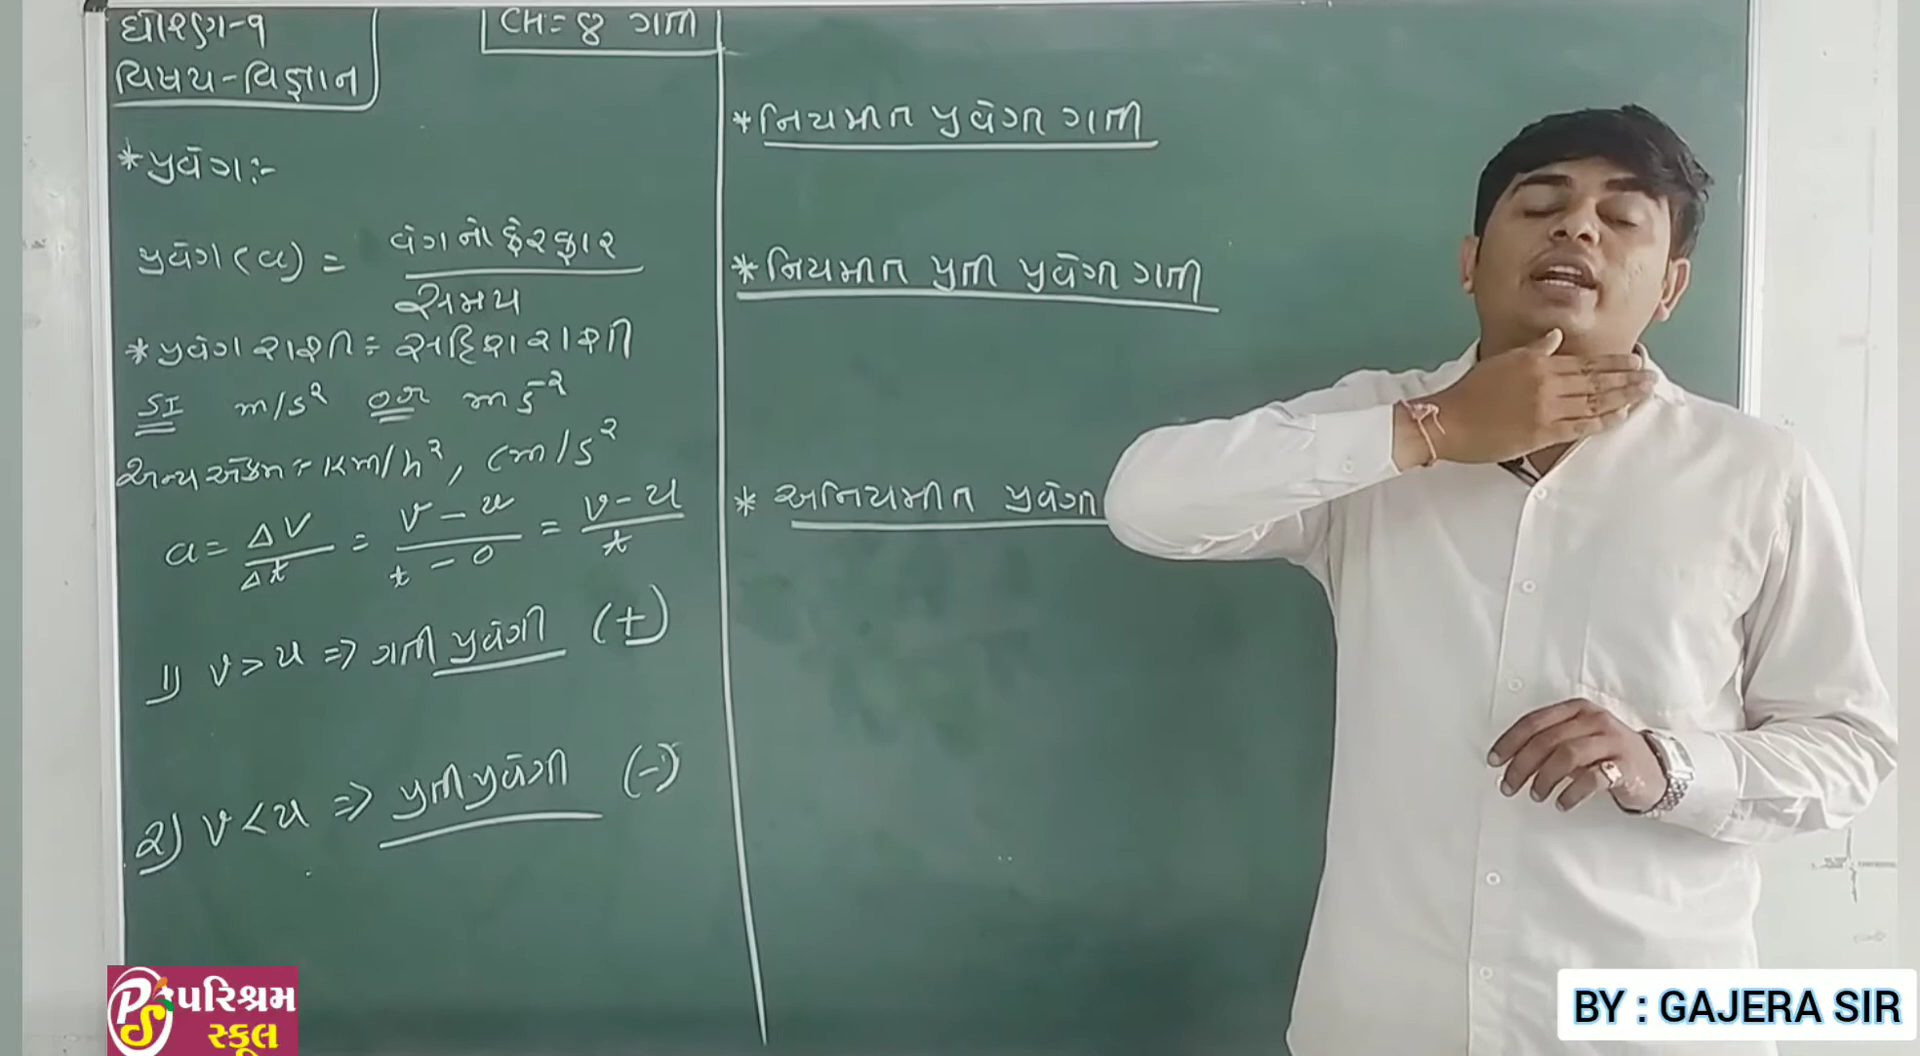 ધોરણ-૧
વિષય-વિજ્ઞાન
CH= 8 ગતી
*પ્રવેગ:-
પ્રવેગ(a) = વેગનો ફેરફાર
સમય
*પ્રવેગ રાશી = સદિશ રાશી
SI m/s² or ms⁻²
અન્ય એકમ = km/h², cm/s²
a = Δv/Δt = v-u/t-0 = v-u/t
1) v>u => ગતી પ્રવેગી (+)
2) v<u => પ્રતીપ્રવેગી (-)
*નિયમીત પ્રવેગી ગતી
*નિયમીત પ્રતી પ્રવેગી ગતી
* અનિયમીત પ્રવેગી
PS પરિશ્રમ
સ્કૂલ
BY : GAJERA SIR